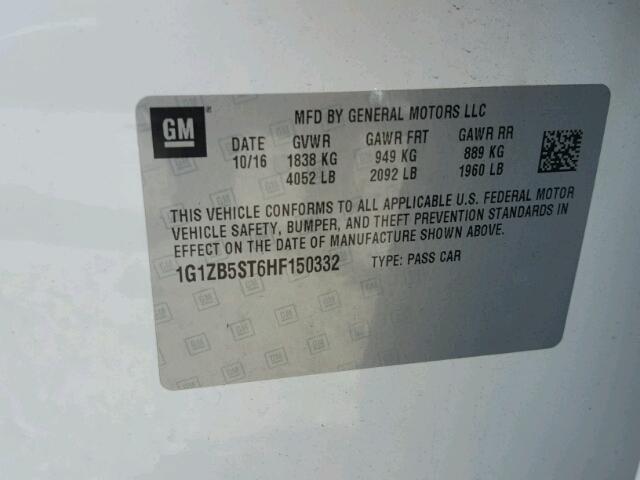 GM
MFD BY GENERAL MOTORS LLC
DATE GVWR GAWR FRT GAWR RR
10/16 1838 KG 949 KG 889 KG
4052 LB 2092 LB 1960 LB
THIS VEHICLE CONFORMS TO ALL APPLICABLE U.S. FEDERAL MOTOR
VEHICLE SAFETY, BUMPER, AND THEFT PREVENTION STANDARDS IN
EFFECT ON THE DATE OF MANUFACTURE SHOWN ABOVE.
1G1ZB5ST6HF150332 TYPE: PASS CAR